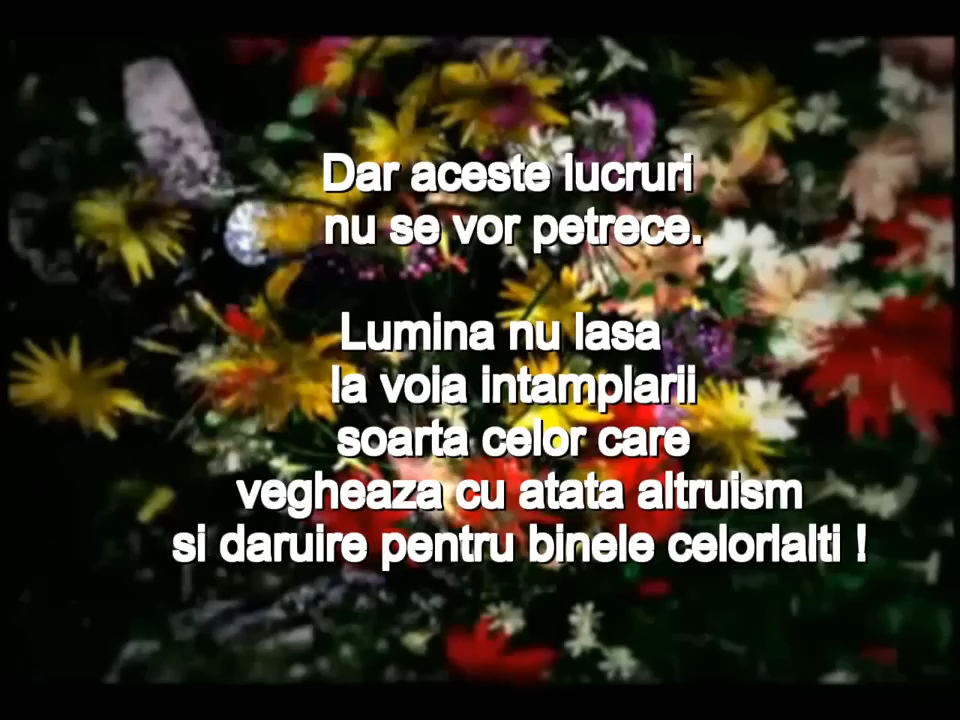 Dar aceste lucruri
nu se vor petrece.
Lumina nu lasa
la voia intamplarii
soarta celor care
vegheaza cu atata altruism
si daruire pentru binele celorlalti !